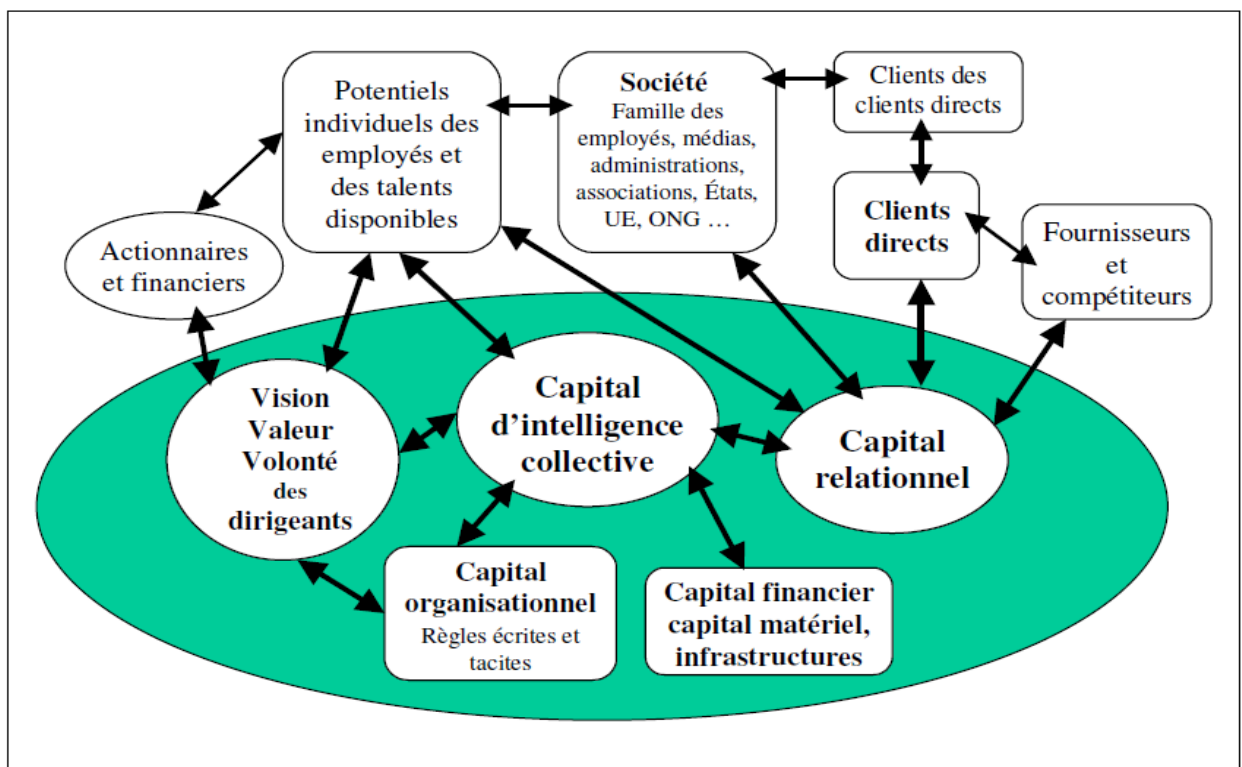 Potentiels
individuels des
employés et
des talents
disponibles
Société
Famille des
employés, médias,
administrations,
associations, États,
UE, ONG …
Clients des
clients directs
Clients
directs
Fournisseurs
et
compétiteurs
Actionnaires
et financiers
Vision
Valeur
Volonté
des
dirigeants
Capital
d’intelligence
collective
Capital
relationnel
Capital
organisationnel
Règles écrites et
tacites
Capital financier
capital matériel,
infrastructures